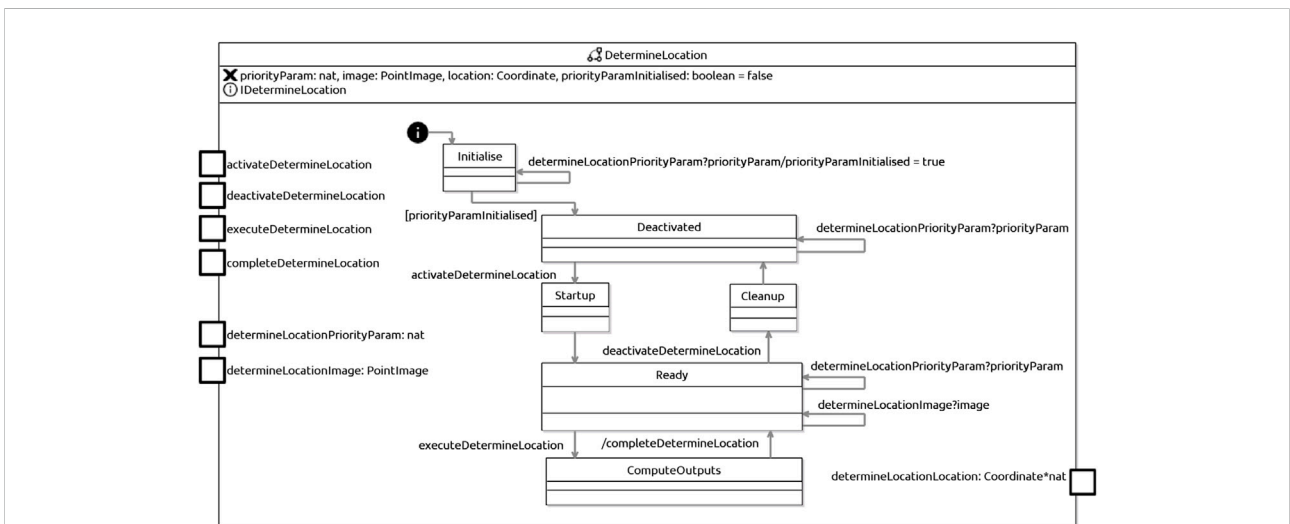 DetermineLocation
priorityParam: nat, image: PointImage, location: Coordinate, priorityParamInitialised: boolean = false
IDetermineLocation
i
Initialise
activateDetermineLocation
determineLocationPriorityParam?priorityParam/priorityParamInitialised = true
deactivateDetermineLocation
[priorityParamInitialised]
executeDetermineLocation
Deactivated
determineLocationPriorityParam?priorityParam
completeDetermineLocation
activateDetermineLocation
Startup
Cleanup
determineLocationPriorityParam: nat
deactivateDetermineLocation
determineLocationImage: PointImage
Ready
determineLocationPriorityParam?priorityParam
determineLocationImage?image
executeDetermineLocation
/completeDetermineLocation
ComputeOutputs
determineLocationLocation: Coordinate*nat